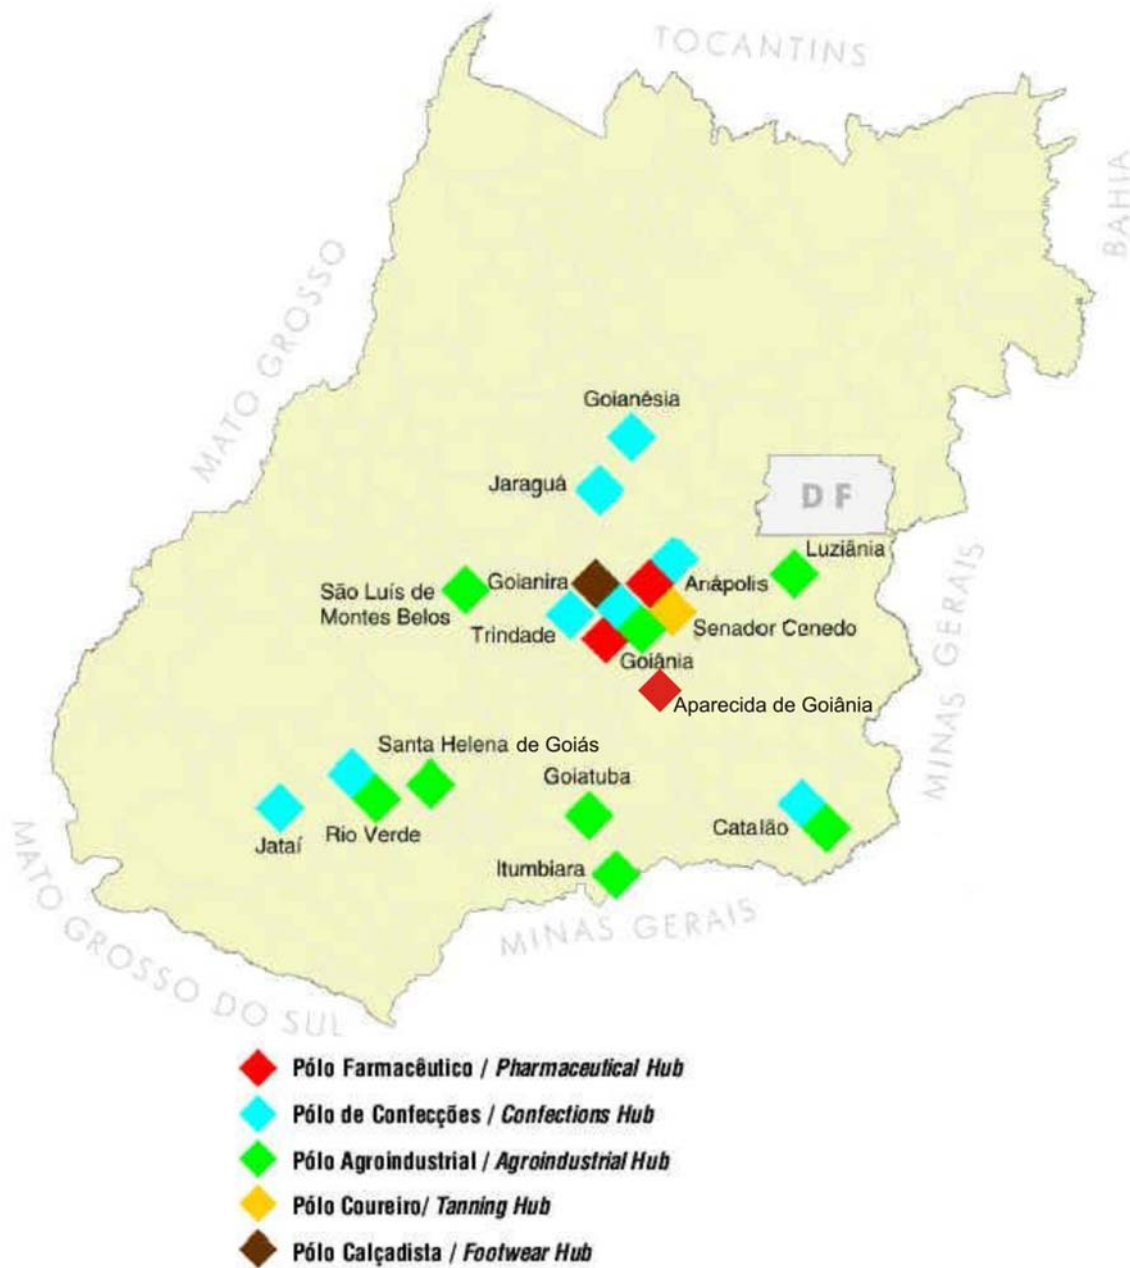 TOCANTINS
BAHIA
MATO GROSSO
Goianésia
Jaraguá
D F
Luziânia
Goianira
Anápolis
São Luís de
Montes Belos
Trindade
Senador Cenedo
Goiânia
Aparecida de Goiânia
MINAS GERAIS
Santa Helena de Goiás
Goiatuba
Jataí
Rio Verde
Catalão
Itumbiara
MINAS GERAIS
MATO GROSSO DO SUL
Pólo Farmacêutico / Pharmaceutical Hub
Pólo de Confecções / Confections Hub
Pólo Agroindustrial / Agroindustrial Hub
Pólo Coureiro/ Tanning Hub
Pólo Calçadista / Footwear Hub